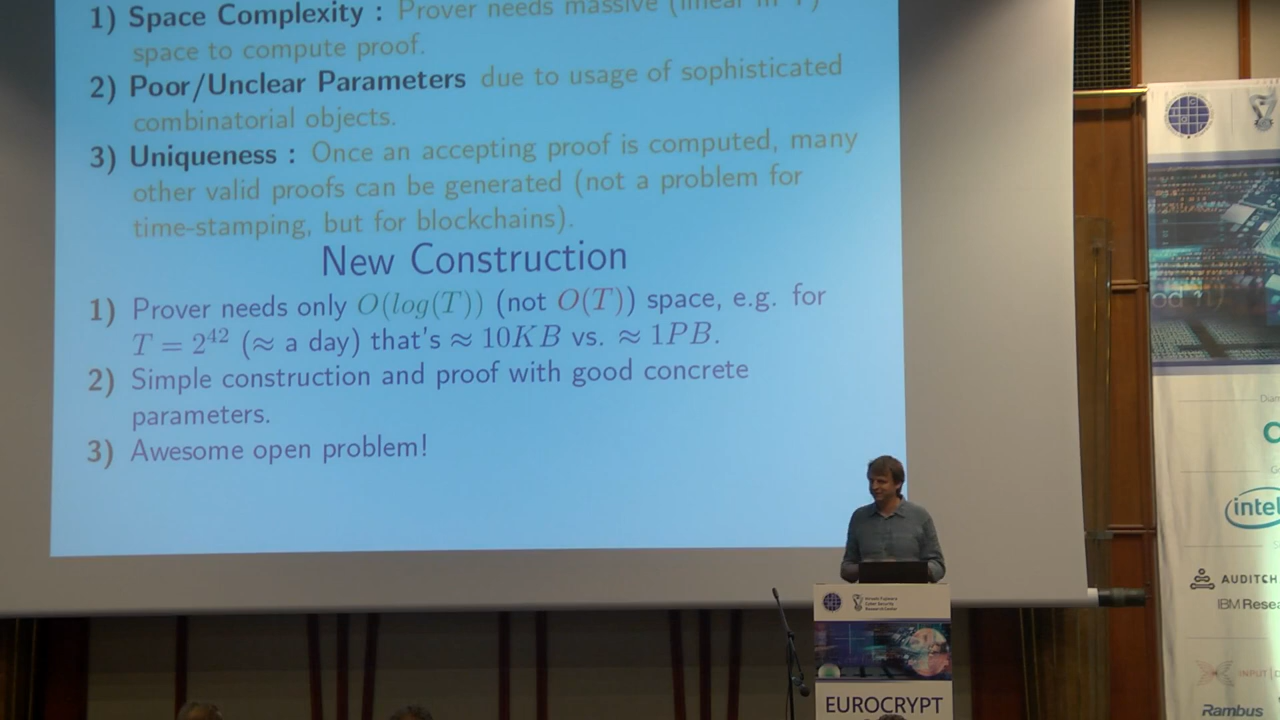 1) Space Complexity : Prover needs massive (linear in T)
space to compute proof.
2) Poor/Unclear Parameters due to usage of sophisticated
combinatorial objects.
3) Uniqueness : Once an accepting proof is computed, many
other valid proofs can be generated (not a problem for
time-stamping, but for blockchains).
New Construction
1) Prover needs only O(log(T)) (not O(T)) space, e.g. for
T = 2^42 (≈ a day) that's ≈ 10KB vs. ≈ 1PB.
2) Simple construction and proof with good concrete
parameters.
3) Awesome open problem!
intel
AUDITCH
IBM Resea
INPUT
Rambus
EUROCRYPT